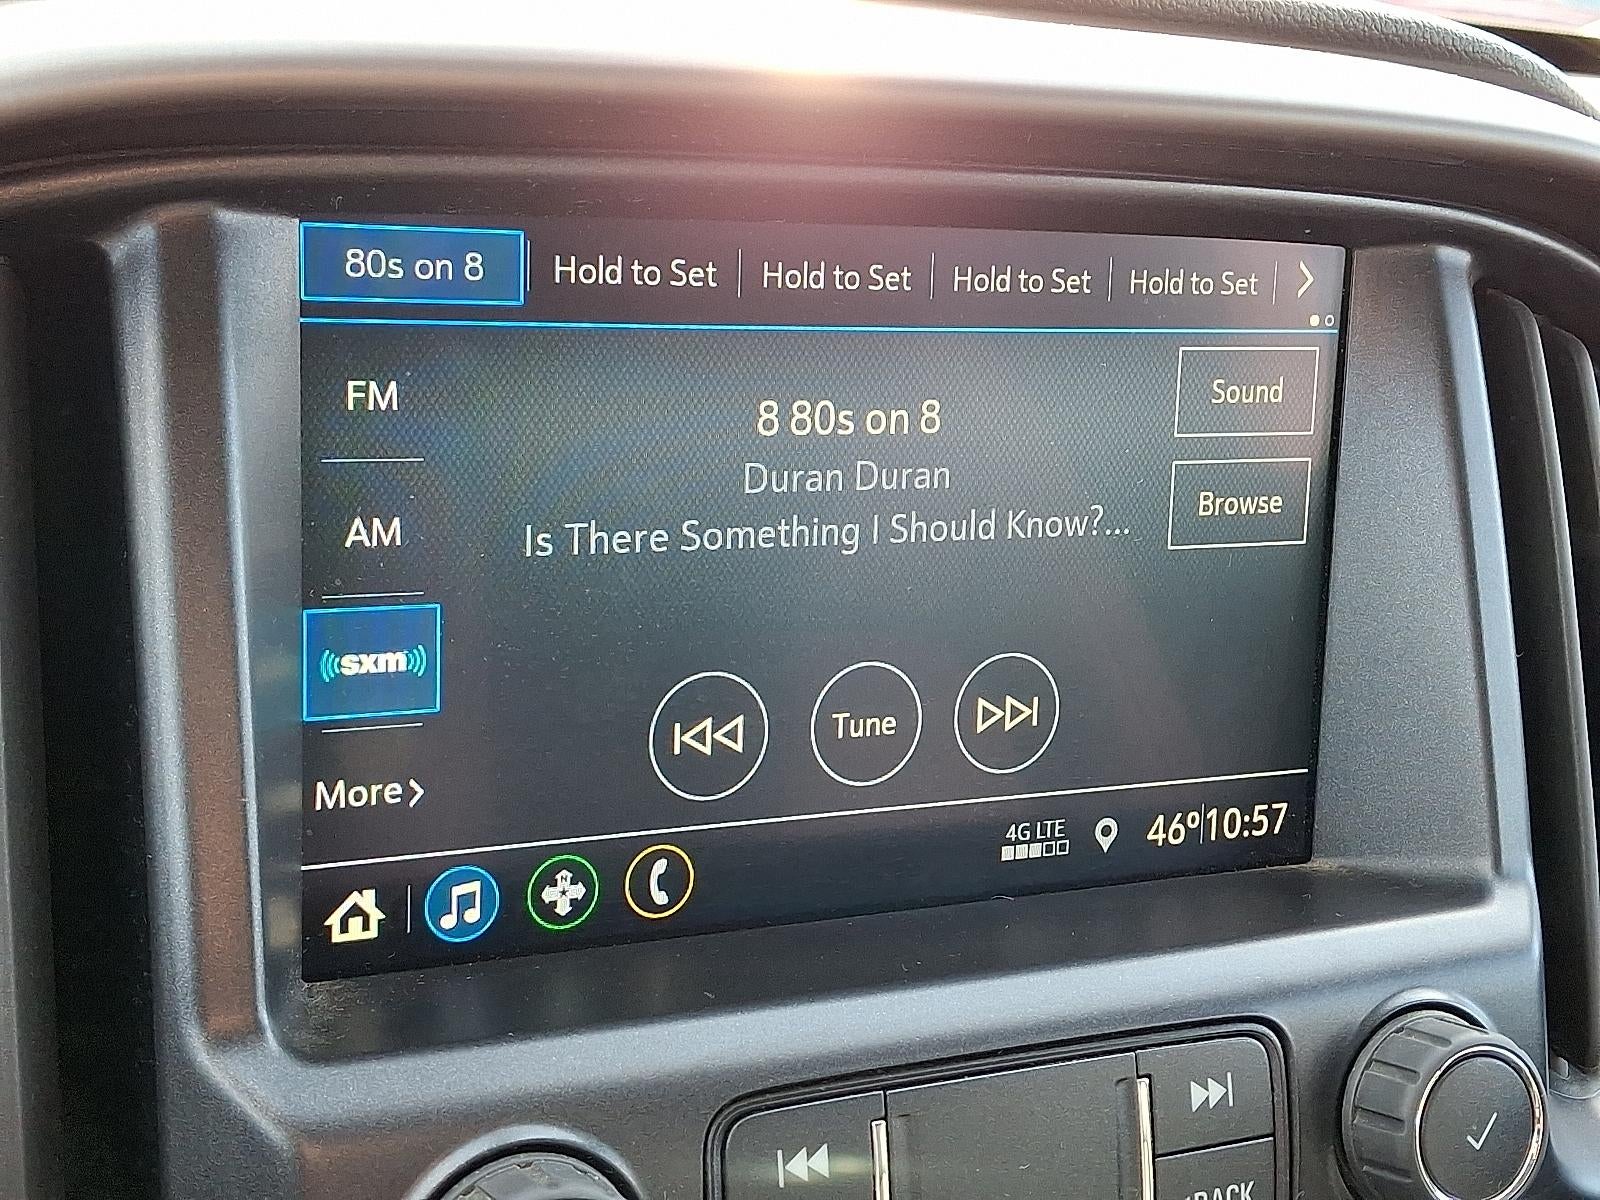 80s on 8 Hold to Set Hold to Set Hold to Set Hold to Set
FM
8 80s on 8
Sound
Duran Duran
Browse
AM
Is There Something I Should Know?...
sxm
Tune
More
4G LTE
46°
10:57
N
BACK